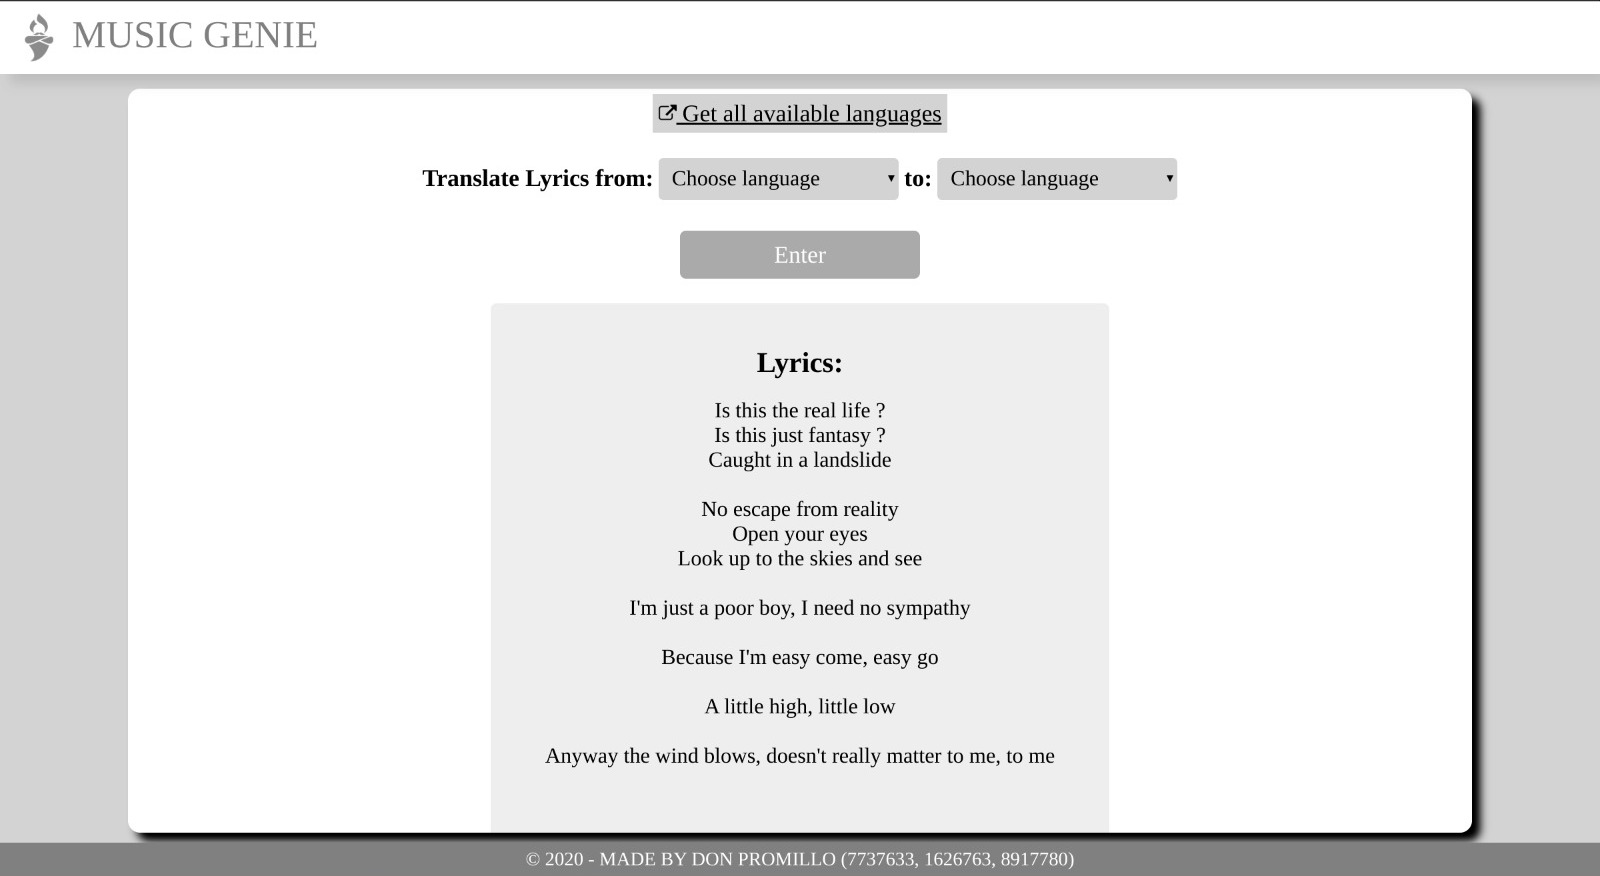 MUSIC GENIE
Get all available languages
Translate Lyrics from: Choose language to: Choose language
Enter
Lyrics:
Is this the real life ?
Is this just fantasy ?
Caught in a landslide
No escape from reality
Open your eyes
Look up to the skies and see
I'm just a poor boy, I need no sympathy
Because I'm easy come, easy go
A little high, little low
Anyway the wind blows, doesn't really matter to me, to me
© 2020 - MADE BY DON PROMILLO (7737633, 1626763, 8917780)